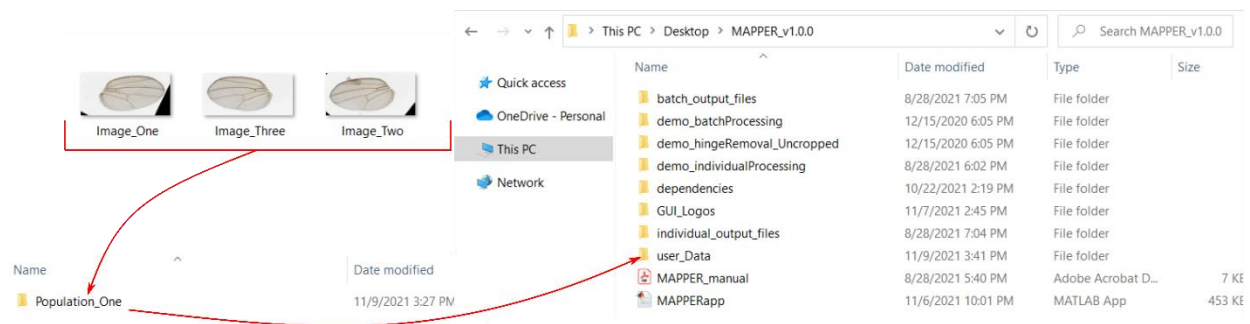 Image_One Image_Three Image_Two
Name Date modified
Population_One 11/9/2021 3:27 PM
This PC > Desktop > MAPPER_v1.0.0 Search MAPPER_v1.0.0
Quick access
OneDrive - Personal
This PC
Network
Name Date modified Type Size
batch_output_files 8/28/2021 7:05 PM File folder
demo_batchProcessing 12/15/2020 6:05 PM File folder
demo_hingeRemoval_Uncropped 12/15/2020 6:05 PM File folder
demo_individualProcessing 8/28/2021 6:02 PM File folder
dependencies 10/22/2021 2:19 PM File folder
GUI_Logos 11/7/2021 2:45 PM File folder
individual_output_files 8/28/2021 7:04 PM File folder
user_Data 11/9/2021 3:41 PM File folder
MAPPER_manual 8/28/2021 5:40 PM Adobe Acrobat D... 7 KB
MAPPERapp 11/6/2021 10:01 PM MATLAB App 453 KB